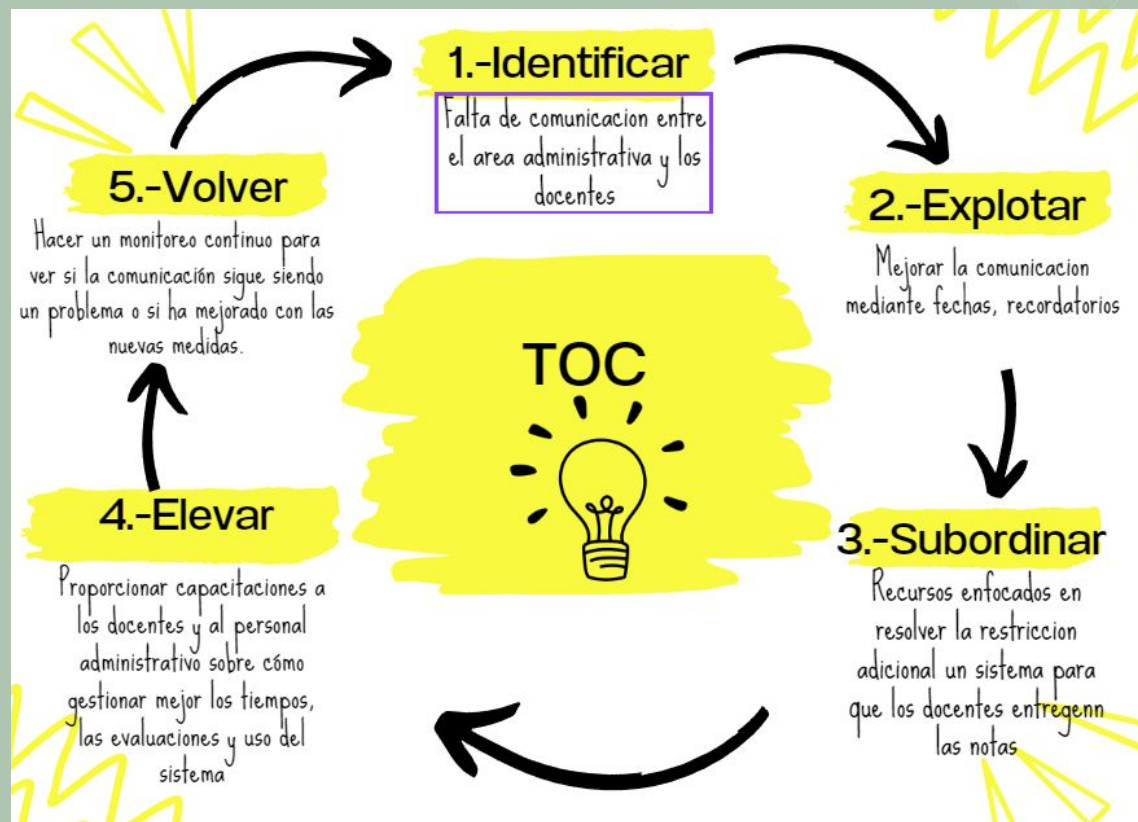 1.-Identificar
Falta de comunicacion entre
el area administrativa y los
docentes
2.-Explotar
Mejorar la comunicacion
mediante fechas, recordatorios
3.-Subordinar
Recursos enfocados en
resolver la restriccion
adicional un sistema para
que los docentes entregenn
las notas
4.-Elevar
Proporcionar capacitaciones a
los docentes y al personal
administrativo sobre cómo
gestionar mejor los tiempos,
las evaluaciones y uso del
sistema
5.-Volver
Hacer un monitoreo continuo para
ver si la comunicación sigue siendo
un problema o si ha mejorado con las
nuevas medidas.
TOC